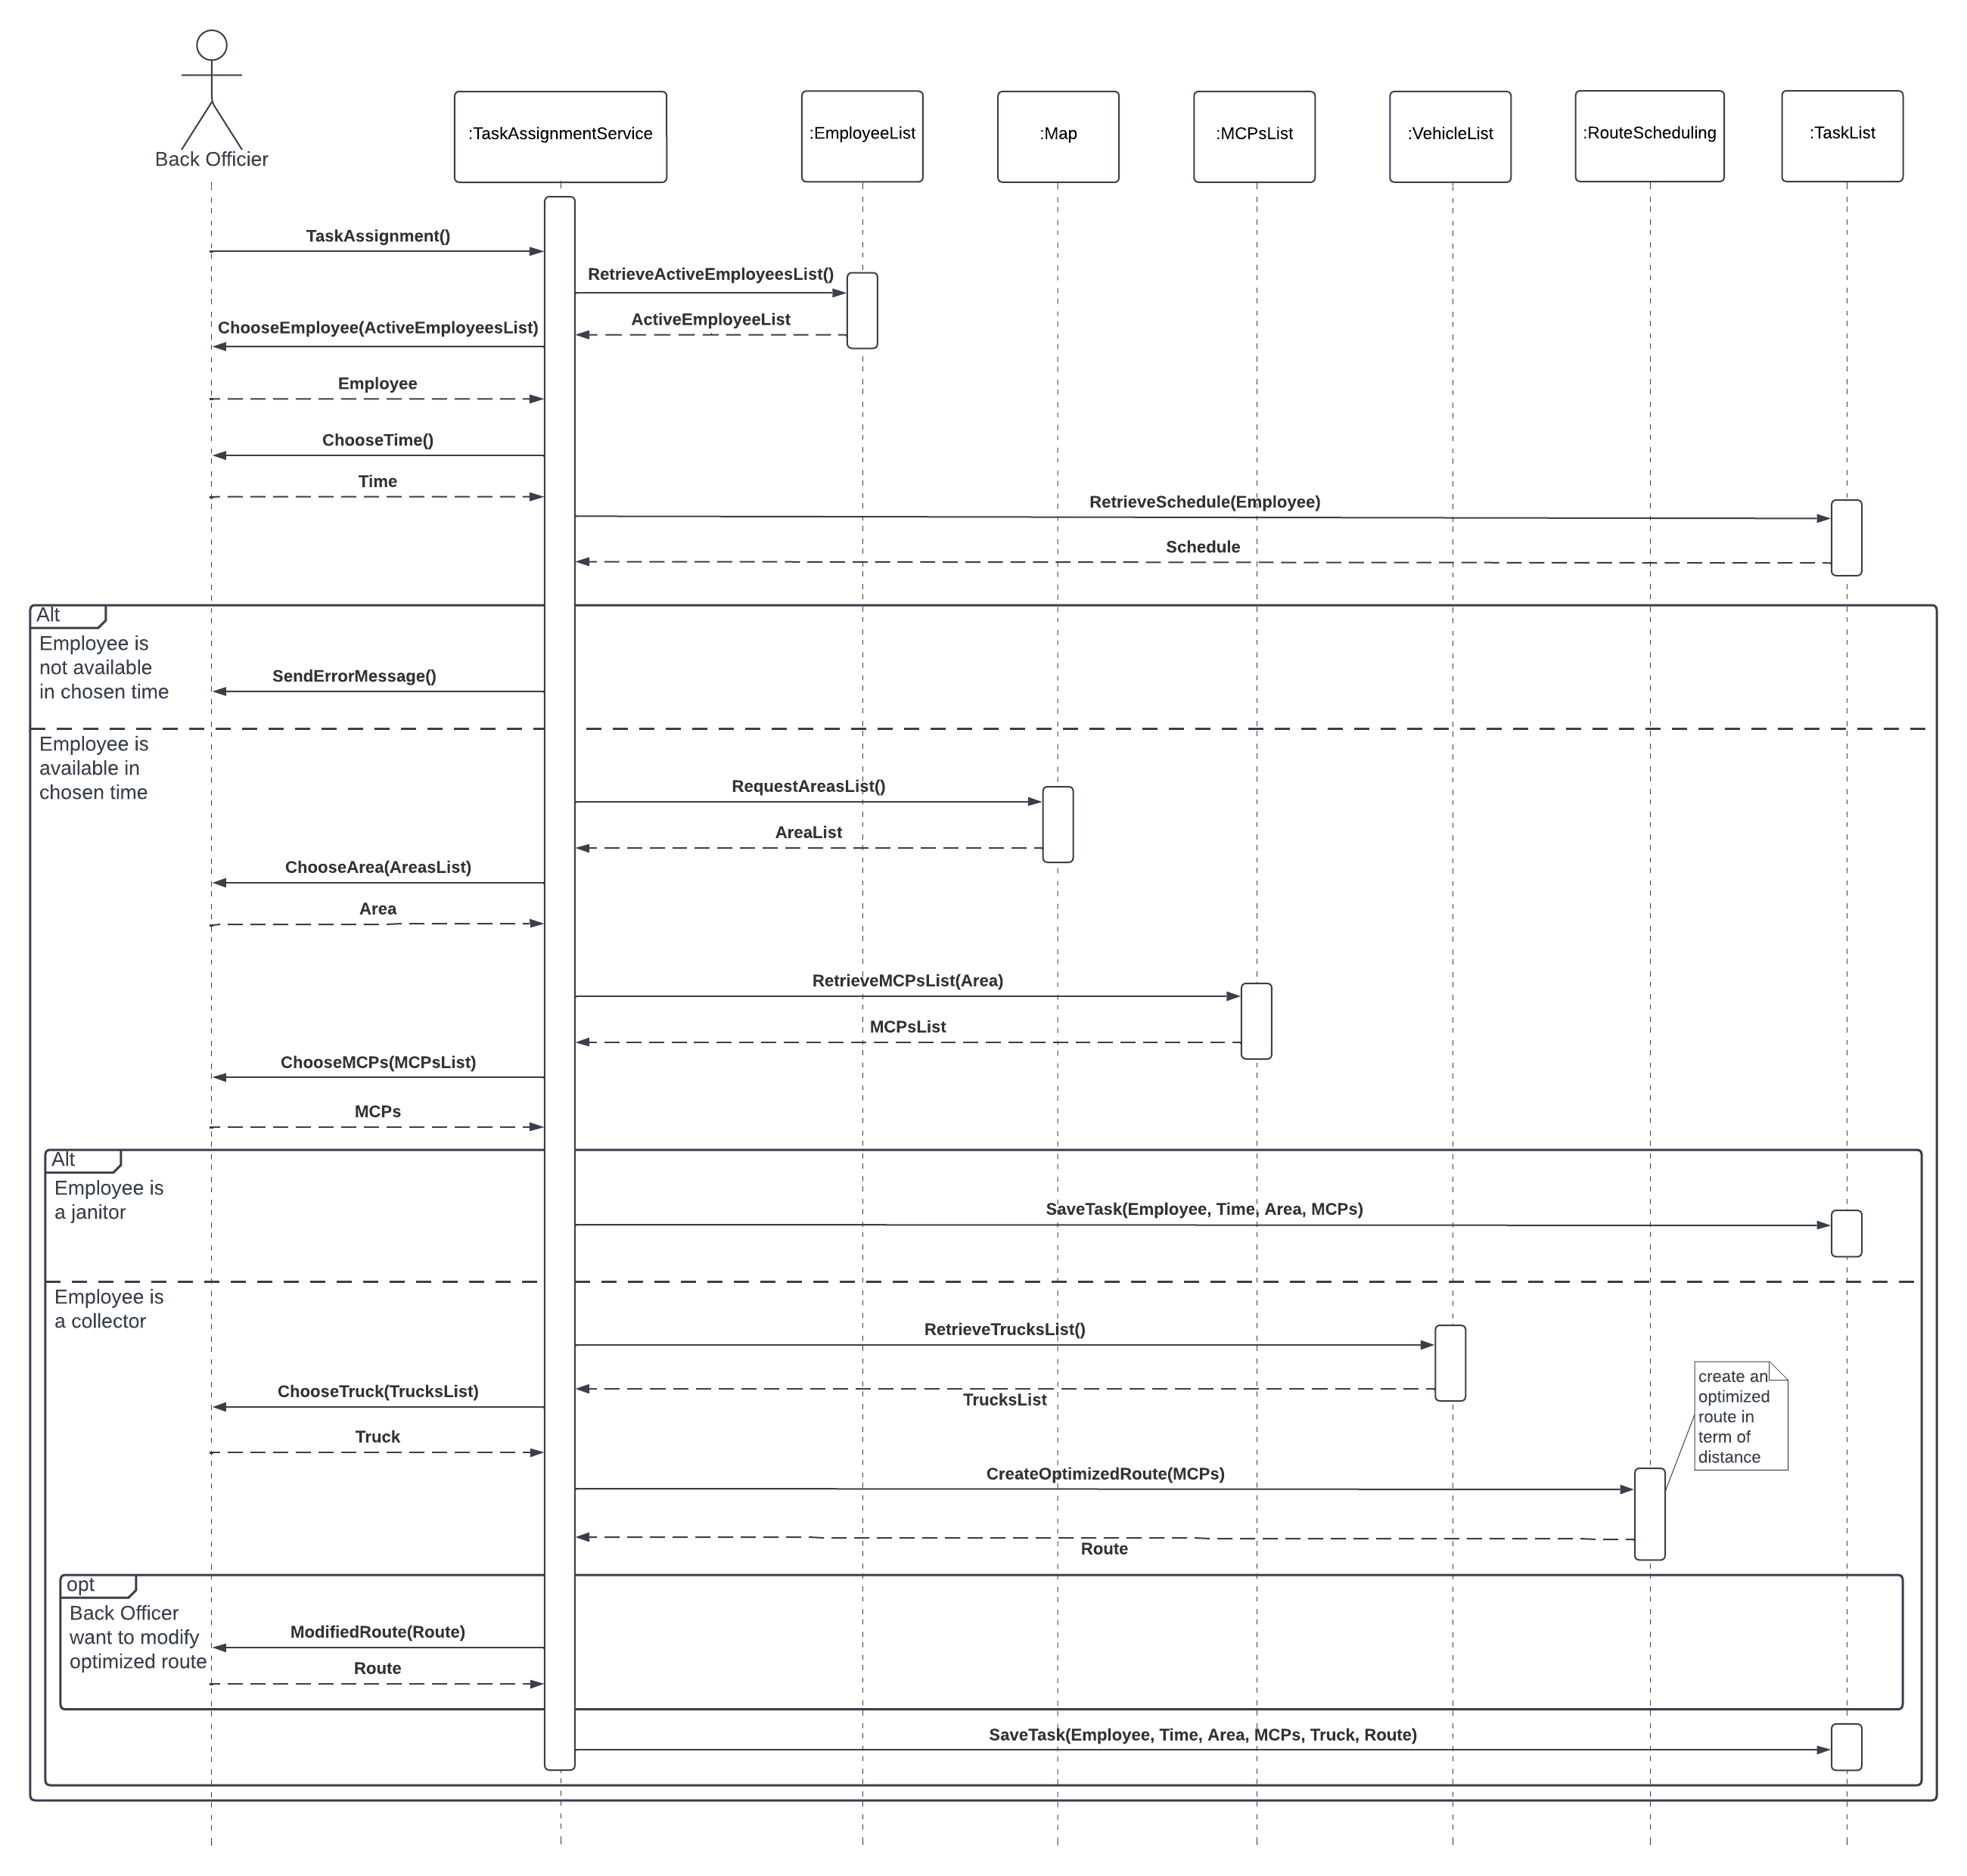 Back Officier
:TaskAssignmentService
:EmployeeList
:Map
:MCPsList
:VehicleList
:RouteScheduling
:TaskList
TaskAssignment()
RetrieveActiveEmployeesList()
ActiveEmployeeList
ChooseEmployee(ActiveEmployeesList)
Employee
ChooseTime()
Time
RetrieveSchedule(Employee)
Schedule
Alt
Employee is
not available
in chosen time
SendErrorMessage()
Employee is
available in
chosen time
RequestAreasList()
AreaList
ChooseArea(AreasList)
Area
RetrieveMCPsList(Area)
MCPsList
ChooseMCPs(MCPsList)
MCPs
Alt
Employee is
a janitor
SaveTask(Employee, Time, Area, MCPs)
Employee is
a collector
RetrieveTrucksList()
TrucksList
ChooseTruck(TrucksList)
Truck
create an
optimized
route in
term of
distance
CreateOptimizedRoute(MCPs)
Route
opt
Back Officer
want to modify
optimized route
ModifiedRoute(Route)
Route
SaveTask(Employee, Time, Area, MCPs, Truck, Route)